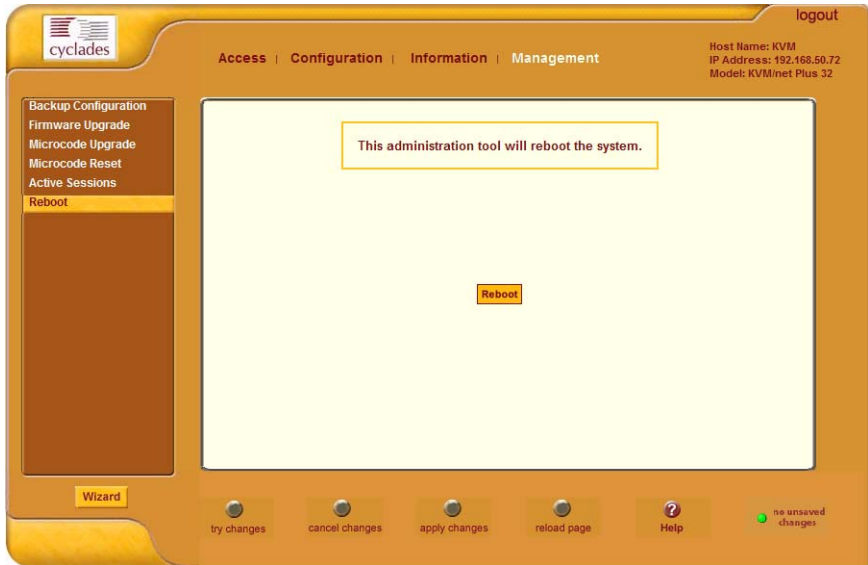 cyclades
logout
Access | Configuration | Information | Management
Host Name: KVM
IP Address: 192.168.50.72
Model: KVM/net Plus 32
Backup Configuration
Firmware Upgrade
Microcode Upgrade
Microcode Reset
Active Sessions
Reboot
This administration tool will reboot the system.
Reboot
Wizard
try changes
cancel changes
apply changes
reload page
?
Help
no unsaved
changes